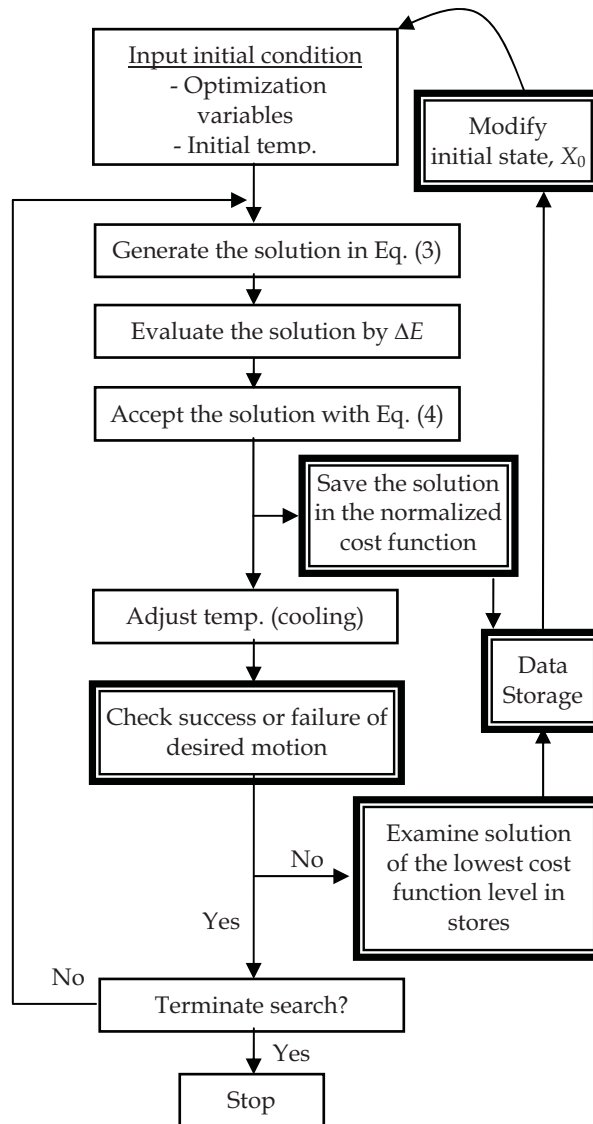 Input initial condition
- Optimization
variables
- Initial temp.
Modify
initial state, X₀
Generate the solution in Eq. (3)
Evaluate the solution by ΔE
Accept the solution with Eq. (4)
Save the solution
in the normalized
cost function
Adjust temp. (cooling)
Data
Storage
Check success or failure of
desired motion
No
Examine solution
of the lowest cost
function level in
stores
Yes
No
Terminate search?
Yes
Stop